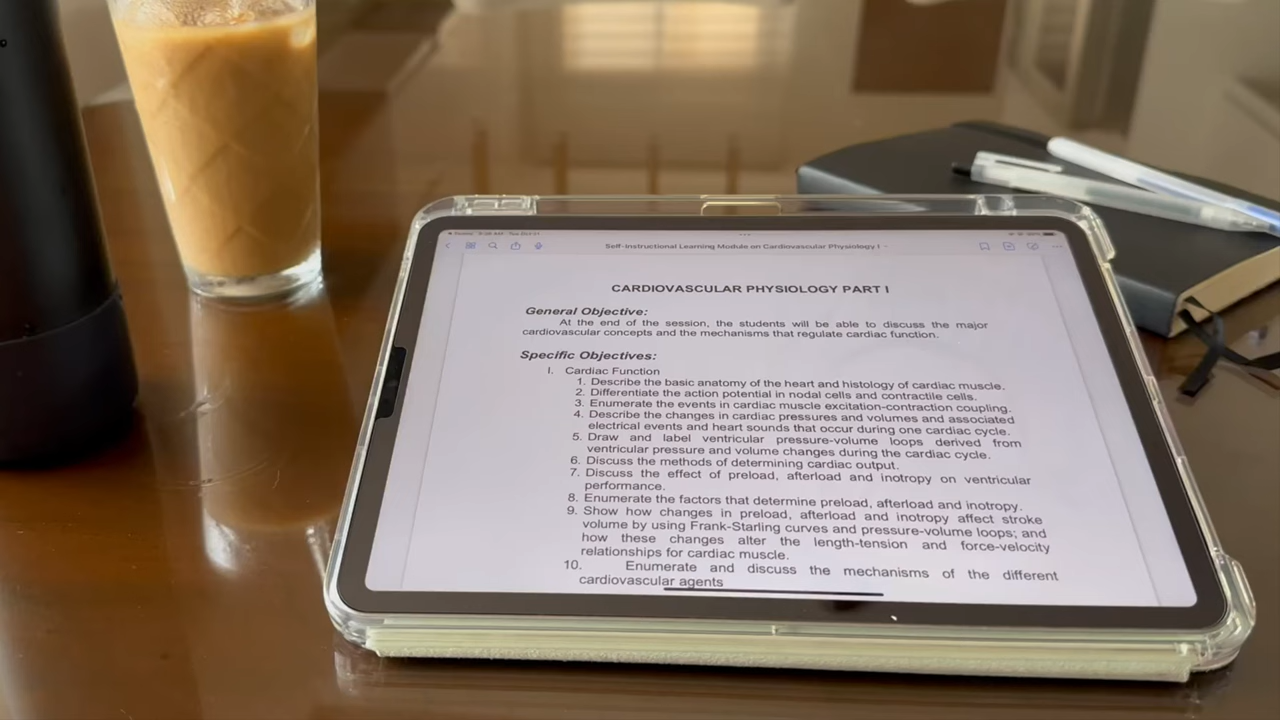 Self-Instructional Learning Module on Cardiovascular Physiology I
CARDIOVASCULAR PHYSIOLOGY PART I
General Objective:
At the end of the session, the students will be able to discuss the major
cardiovascular concepts and the mechanisms that regulate cardiac function.
Specific Objectives:
I. Cardiac Function
1. Describe the basic anatomy of the heart and histology of cardiac muscle.
2. Differentiate the action potential in nodal cells and contractile cells.
3. Enumerate the events in cardiac muscle excitation-contraction coupling.
4. Describe the changes in cardiac pressures and volumes and associated
electrical events and heart sounds that occur during one cardiac cycle.
5. Draw and label ventricular pressure-volume loops derived from
ventricular pressure and volume changes during the cardiac cycle.
6. Discuss the methods of determining cardiac output.
7. Discuss the effect of preload, afterload and inotropy on ventricular
performance.
8. Enumerate the factors that determine preload, afterload and inotropy.
9. Show how changes in preload, afterload and inotropy affect stroke
volume by using Frank-Starling curves and pressure-volume loops; and
how these changes alter the length-tension and force-velocity
relationships for cardiac muscle.
10. Enumerate and discuss the mechanisms of the different
cardiovascular agents